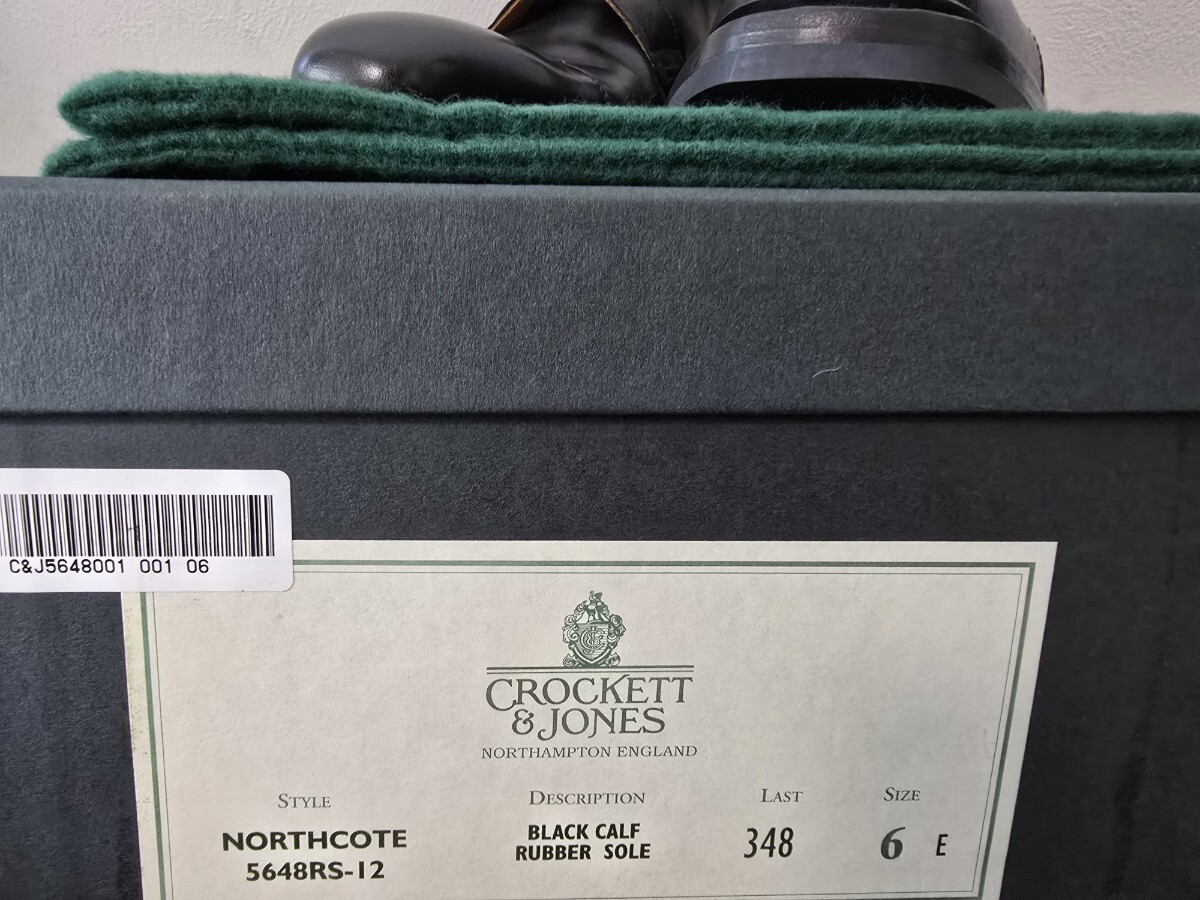 C&J5648001 001 06
CROCKETT
& JONES
NORTHAMPTON ENGLAND
STYLE DESCRIPTION LAST SIZE
NORTHCOTE BLACK CALF 348 6 E
5648RS-12 RUBBER SOLE